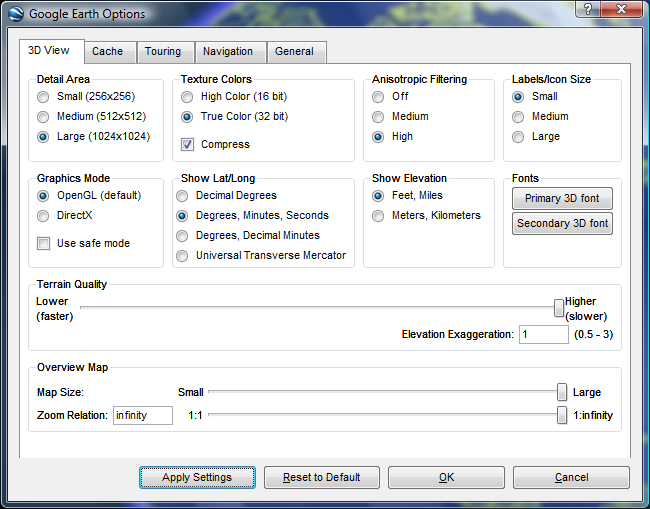 Google Earth Options
3D View Cache Touring Navigation General
Detail Area
Small (256x256)
Medium (512x512)
Large (1024x1024)
Texture Colors
High Color (16 bit)
True Color (32 bit)
Compress
Anisotropic Filtering
Off
Medium
High
Labels/Icon Size
Small
Medium
Large
Graphics Mode
OpenGL (default)
DirectX
Use safe mode
Show Lat/Long
Decimal Degrees
Degrees, Minutes, Seconds
Degrees, Decimal Minutes
Universal Transverse Mercator
Show Elevation
Feet, Miles
Meters, Kilometers
Fonts
Primary 3D font
Secondary 3D font
Terrain Quality
Lower
(faster)
Higher
(slower)
Elevation Exaggeration: 1 (0.5 - 3)
Overview Map
Map Size: Small Large
Zoom Relation: infinity 1:1 1:infinity
Apply Settings Reset to Default OK Cancel